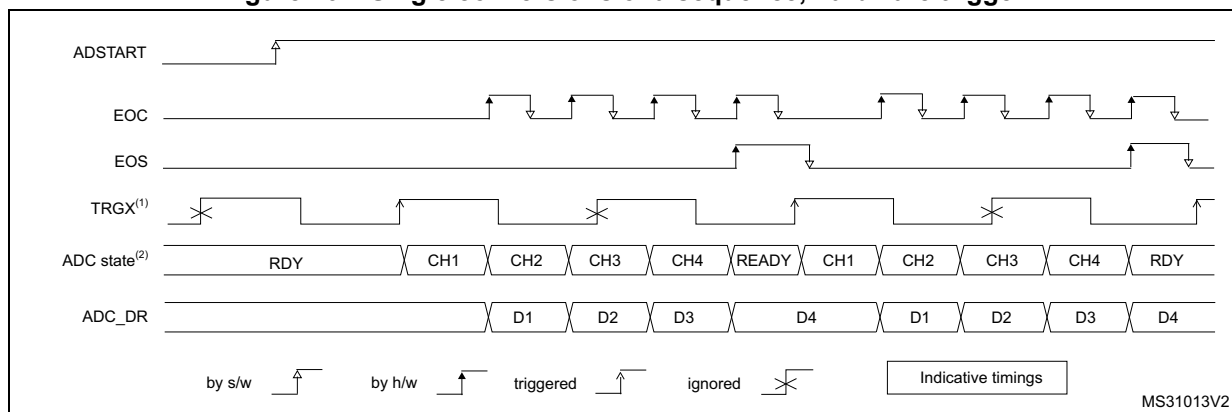 ADSTART
EOC
EOS
TRGX(1)
ADC state(2) RDY CH1 CH2 CH3 CH4 READY CH1 CH2 CH3 CH4 RDY
ADC_DR D1 D2 D3 D4 D1 D2 D3 D4
by s/w by h/w triggered ignored Indicative timings
MS31013V2